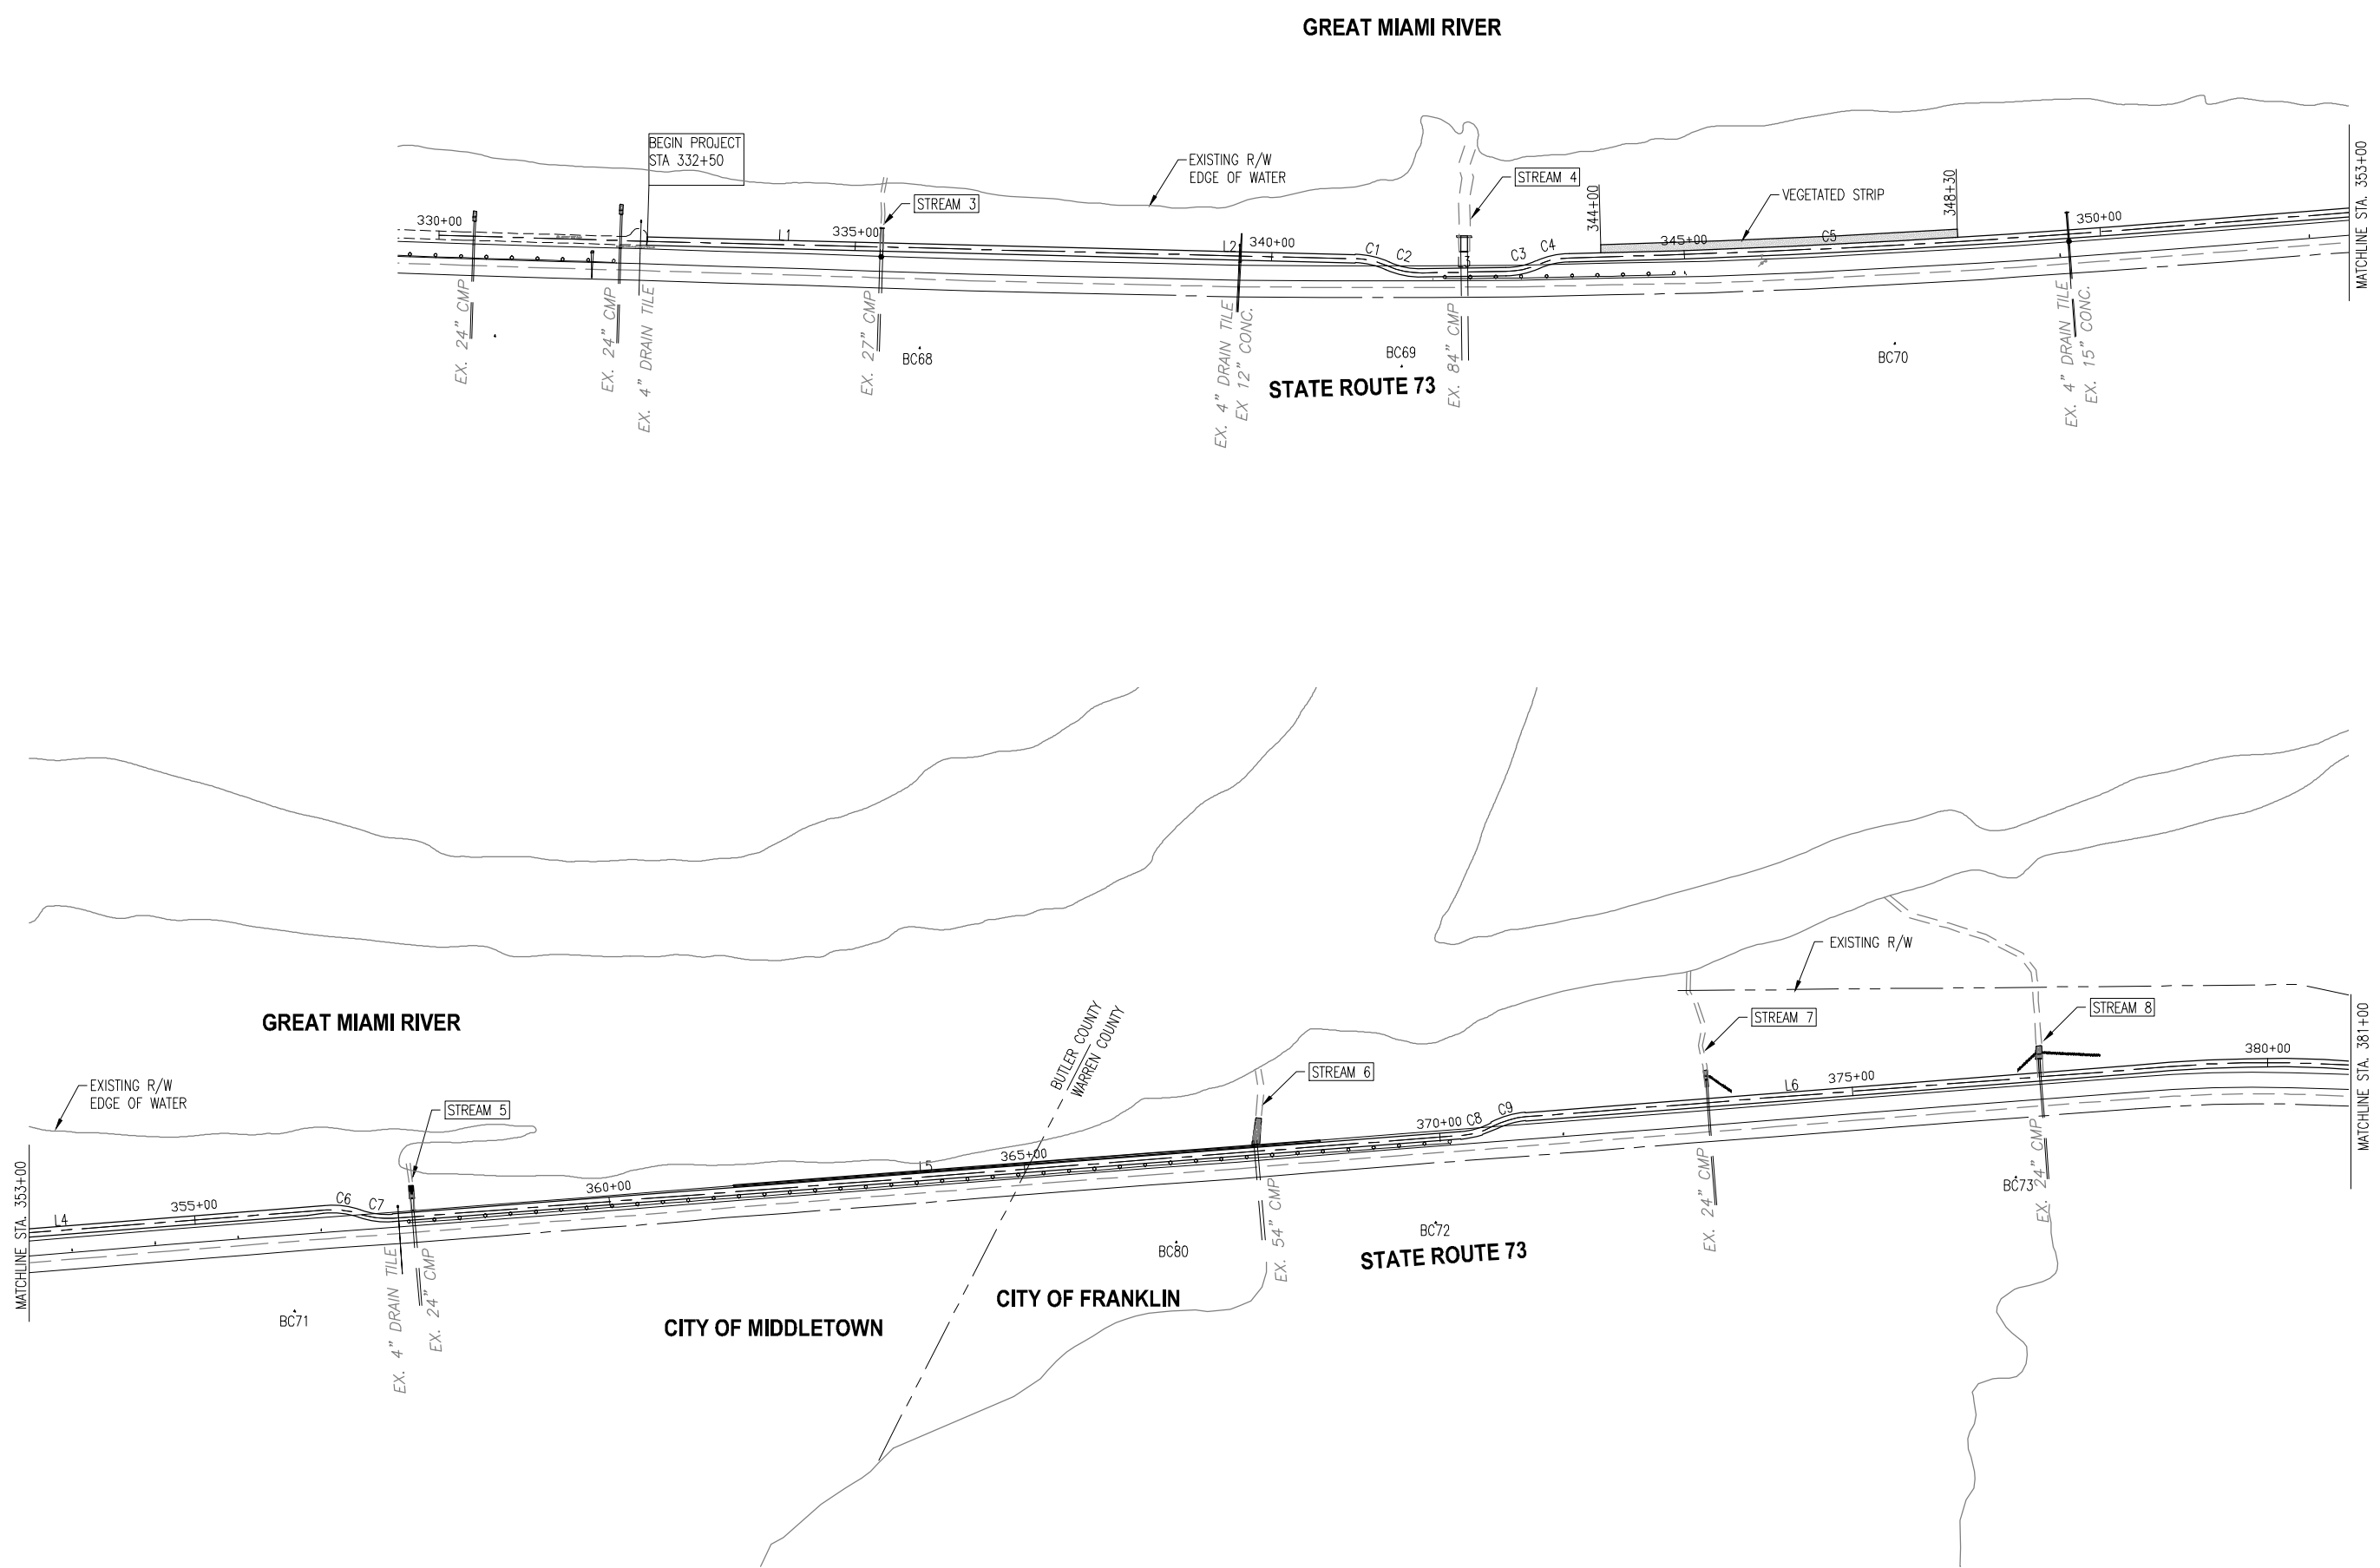 GREAT MIAMI RIVER
BEGIN PROJECT
STA 332+50
EXISTING R/W
EDGE OF WATER
STREAM 3
STREAM 4
VEGETATED STRIP
344+00
348+30
MATCHLINE STA. 353+00
330+00
L1
335+00
L2
340+00
C1
C2
L3
C3
C4
345+00
C5
350+00
EX. 24" CMP
EX. 24" CMP
EX. 4" DRAIN TILE
EX. 27" CMP
BC68
EX. 4" DRAIN TILE
EX 12" CONC.
BC69
EX. 84" CMP
STATE ROUTE 73
BC70
EX. 4" DRAIN TILE
EX. 15" CONC.
GREAT MIAMI RIVER
EXISTING R/W
EDGE OF WATER
STREAM 5
BUTLER COUNTY
WARREN COUNTY
STREAM 6
EXISTING R/W
STREAM 7
STREAM 8
MATCHLINE STA. 381+00
MATCHLINE STA. 353+00
L4
355+00
C6
C7
360+00
L5
365+00
370+00
C8
C9
L6
375+00
380+00
BC71
EX. 4" DRAIN TILE
EX. 24" CMP
CITY OF MIDDLETOWN
CITY OF FRANKLIN
BC80
EX. 54" CMP
BC72
STATE ROUTE 73
EX. 24" CMP
BC73
EX. 24" CMP